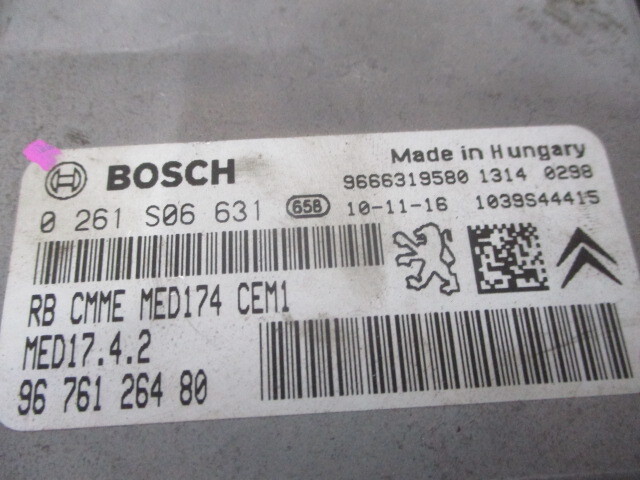 BOSCH
Made in Hungary
9666319580 1314 0298
0 261 S06 631 658 10-11-16 1039S44415
RB CMME MED174 CEM1
MED17.4.2
96 761 264 80